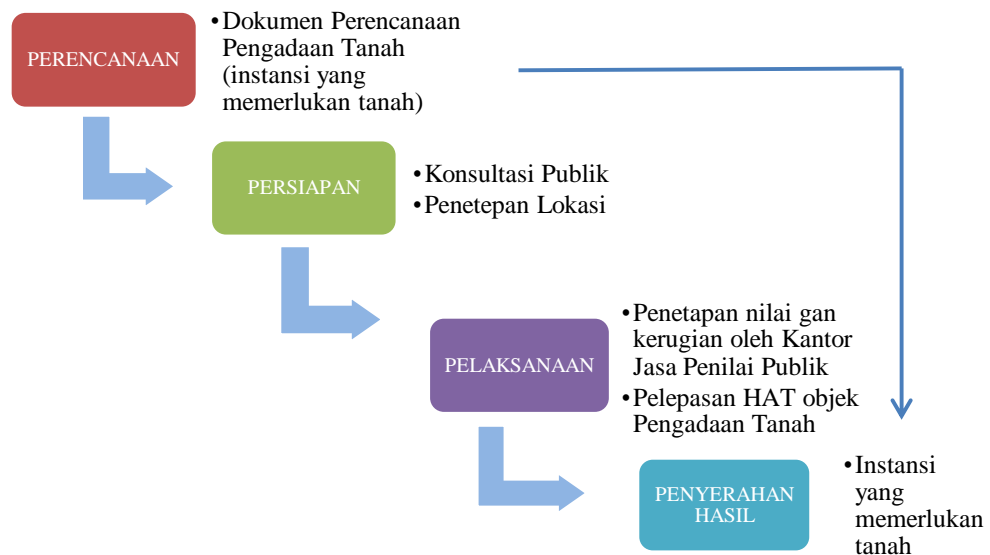 PERENCANAAN
•Dokumen Perencanaan
Pengadaan Tanah
(instansi yang
memerlukan tanah)
PERSIAPAN
•Konsultasi Publik
•Penetepan Lokasi
PELAKSANAAN
•Penetapan nilai gan
kerugian oleh Kantor
Jasa Penilai Publik
•Pelepasan HAT objek
Pengadaan Tanah
PENYERAHAN
HASIL
•Instansi
yang
memerlukan
tanah